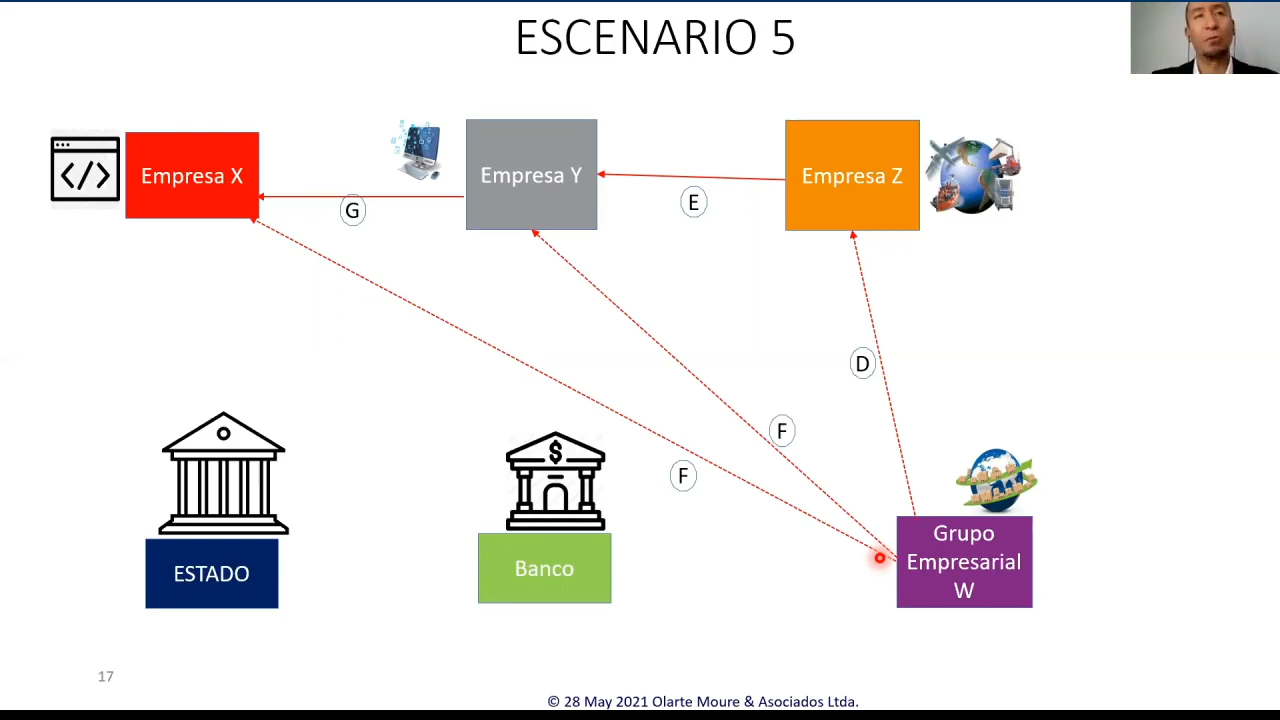 ESCENARIO 5
</>
Empresa X
Empresa Y
Empresa Z
G
E
D
F
F
$
ESTADO
Banco
Grupo
Empresarial
W
17
© 28 May 2021 Olarte Moure & Asociados Ltda.